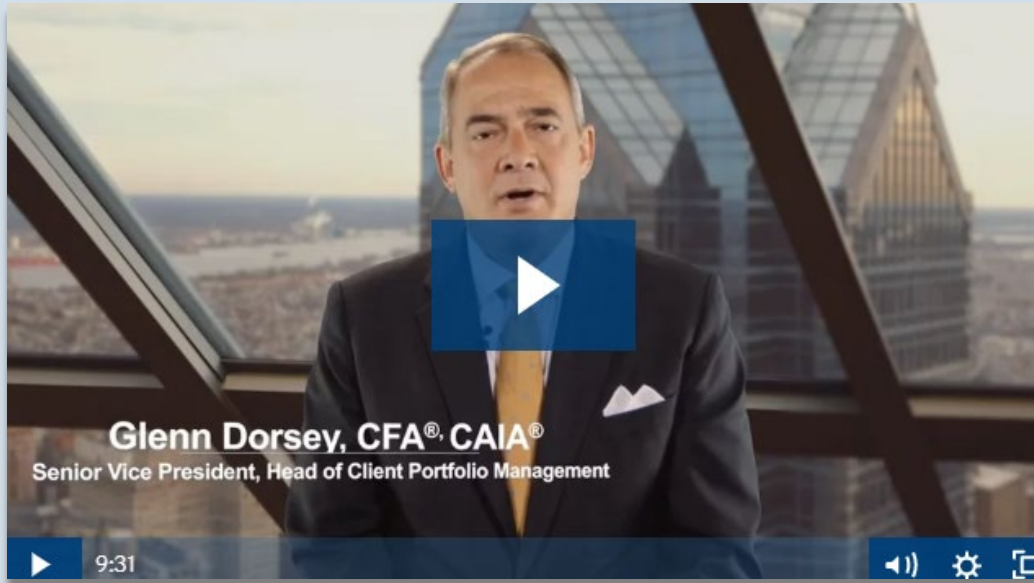 Glenn Dorsey, CFA®, CAIA®
Senior Vice President, Head of Client Portfolio Management
9:31